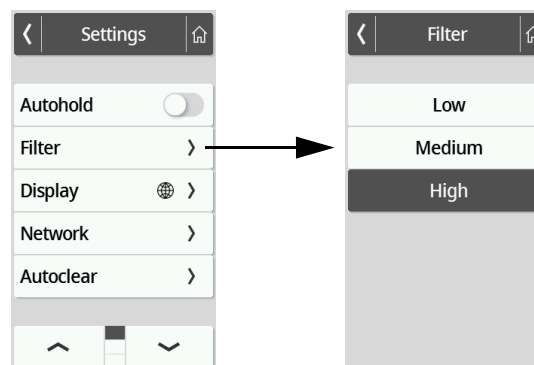 Settings
Autohold
Filter
Display
Network
Autoclear
Filter
Low
Medium
High